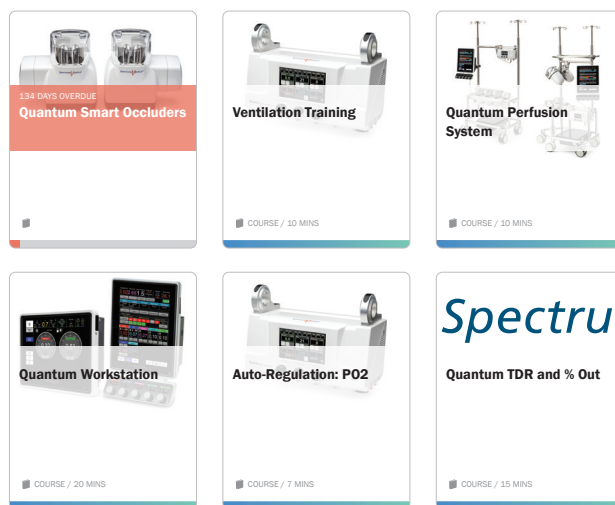 134 DAYS OVERDUE
Quantum Smart Occluders
Ventilation Training
Quantum Perfusion
System
COURSE / 10 MINS
COURSE / 10 MINS
Quantum Workstation
Auto-Regulation: PO2
Spectru
Quantum TDR and % Out
COURSE / 20 MINS
COURSE / 7 MINS
COURSE / 15 MINS